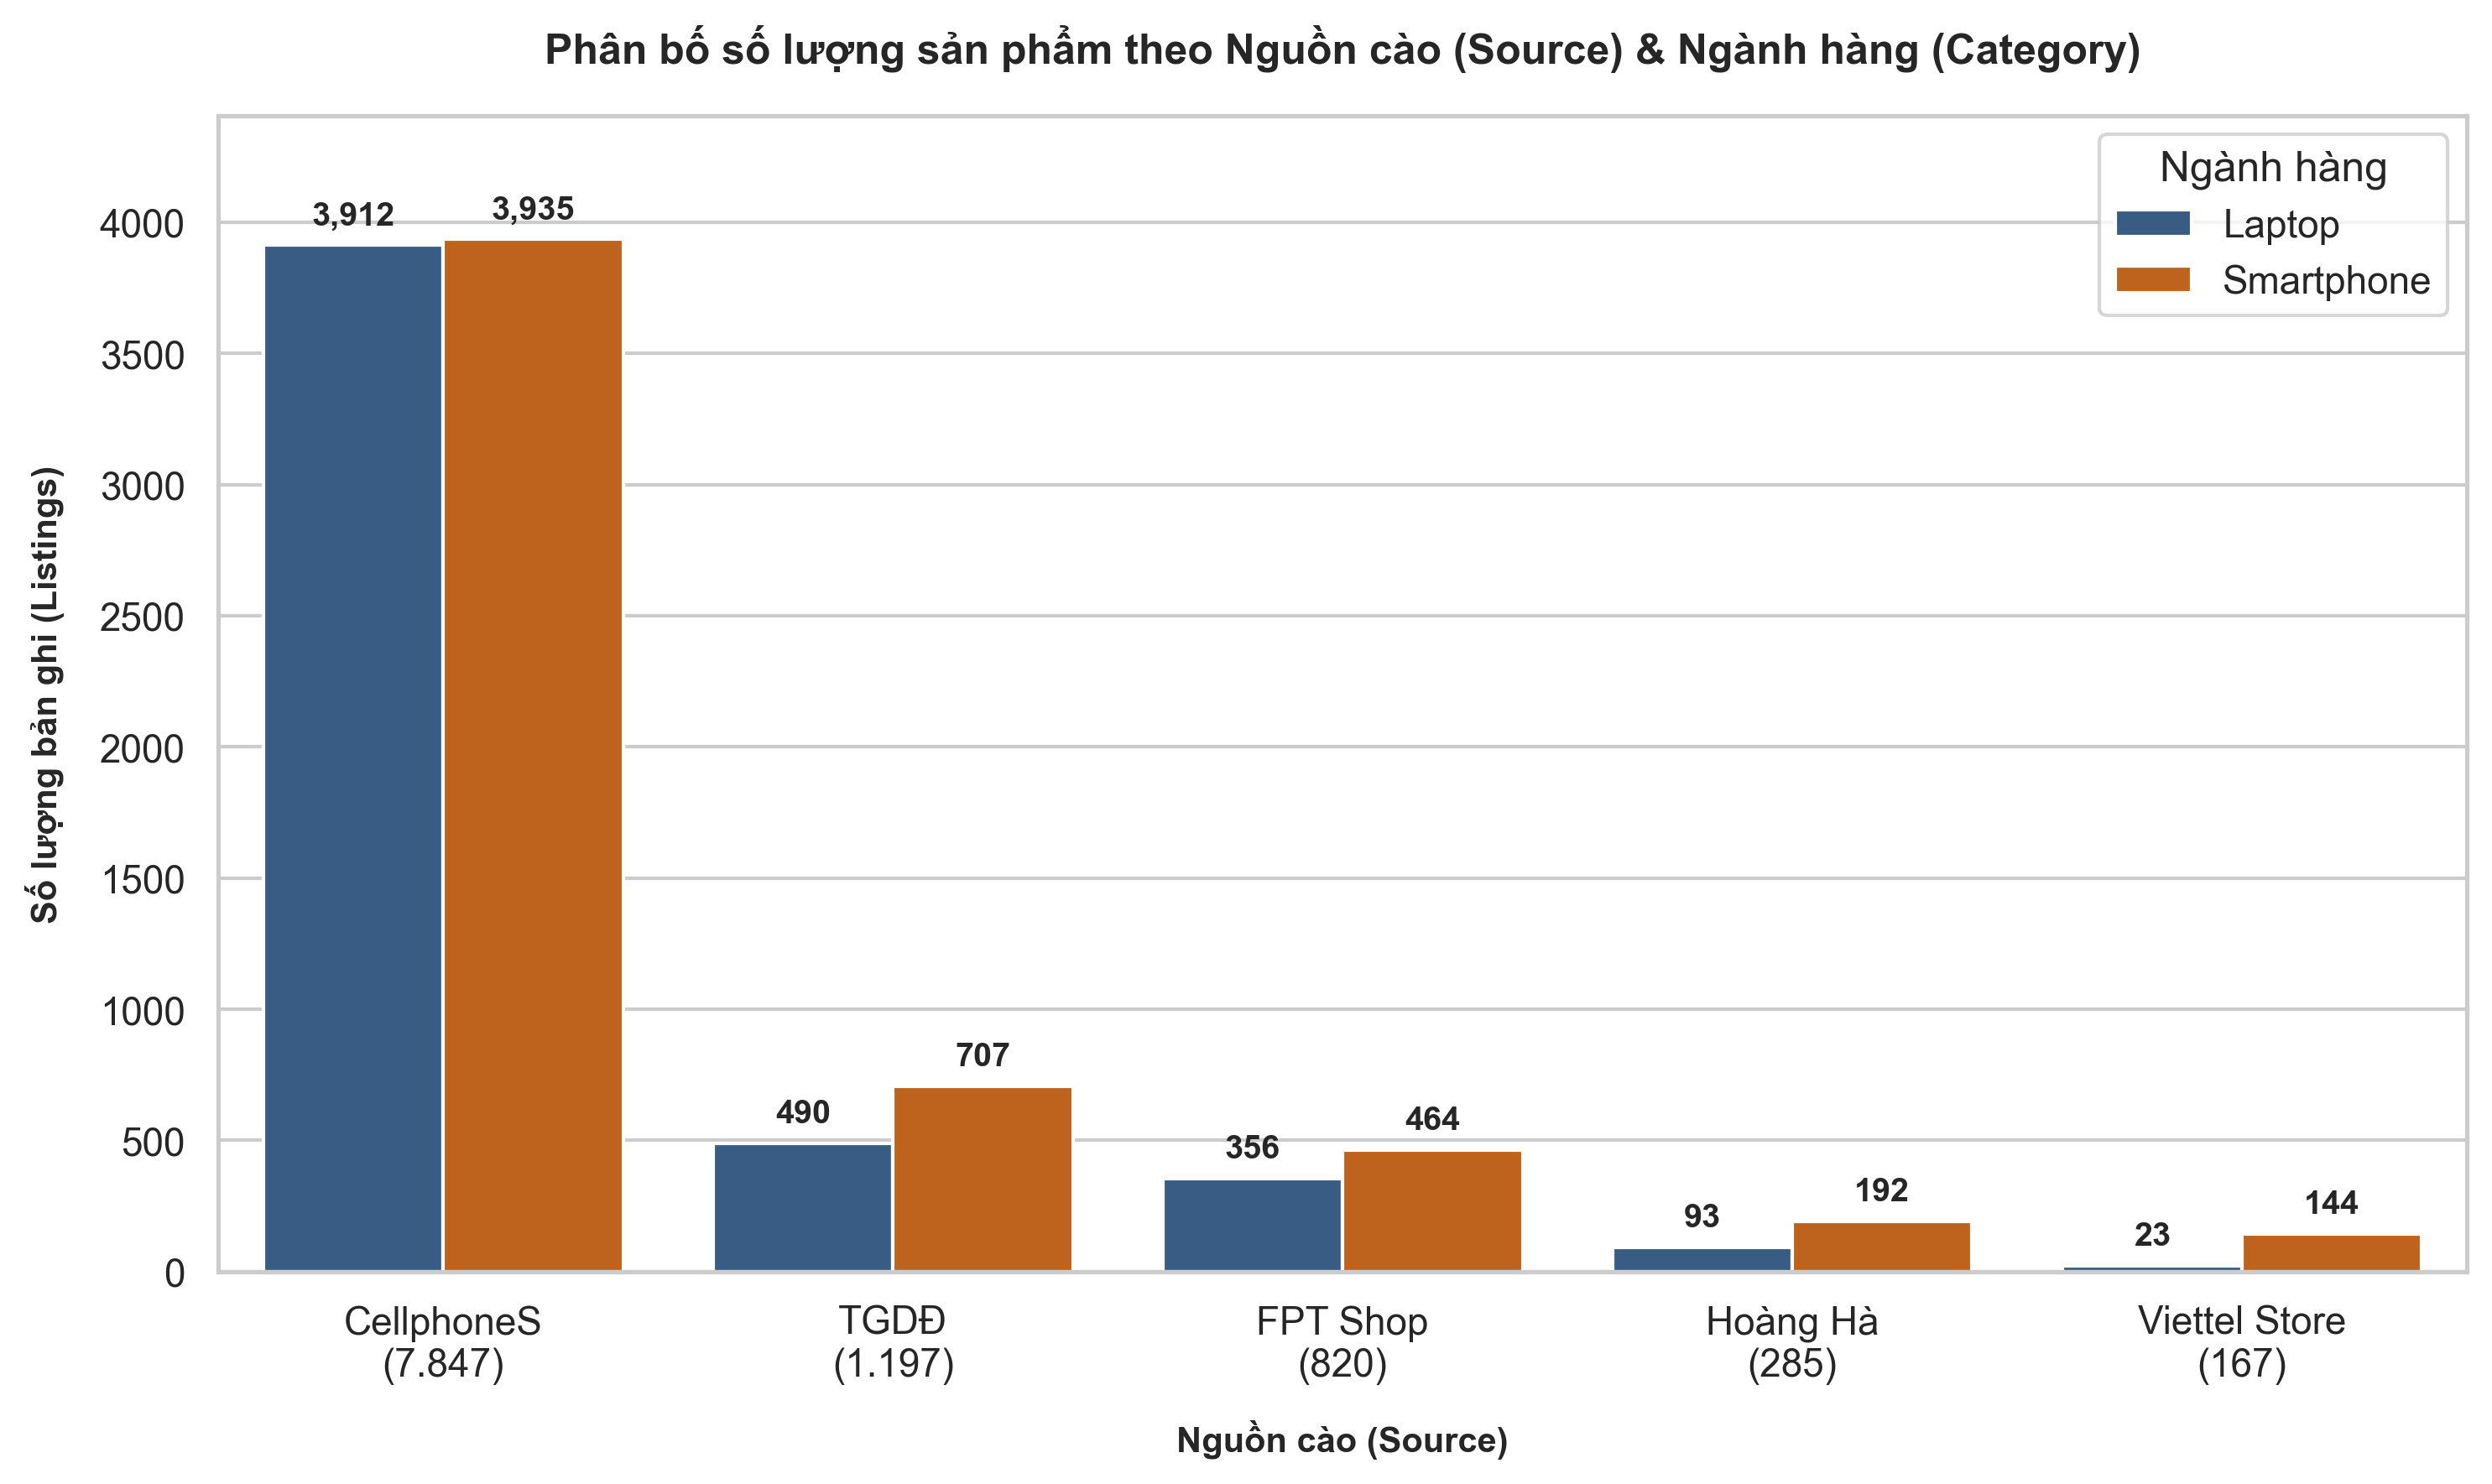 Phân bố số lượng sản phẩm theo Nguồn cào (Source) & Ngành hàng (Category)
Ngành hàng
Laptop
Smartphone
Số lượng bản ghi (Listings)
4000
3500
3000
2500
2000
1500
1000
500
0
3,912
3,935
490
707
356
464
93
192
23
144
CellphoneS
(7.847)
TGDĐ
(1.197)
FPT Shop
(820)
Hoàng Hà
(285)
Viettel Store
(167)
Nguồn cào (Source)